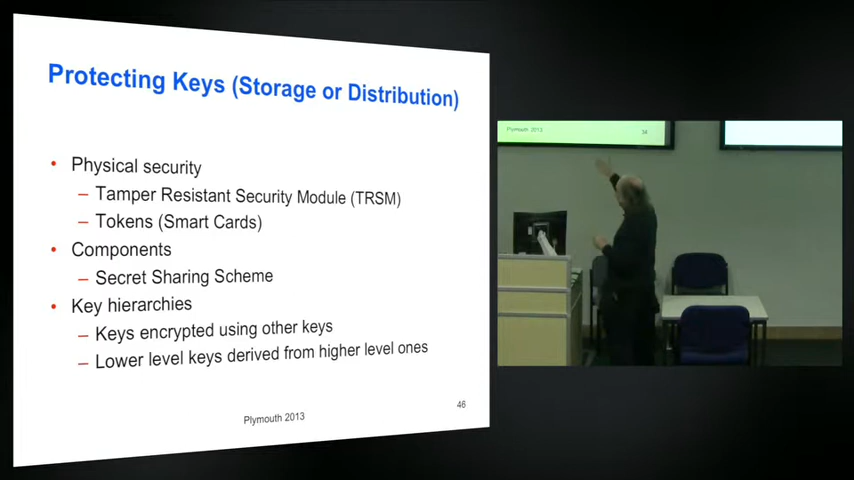 Protecting Keys (Storage or Distribution)
• Physical security
– Tamper Resistant Security Module (TRSM)
– Tokens (Smart Cards)
• Components
– Secret Sharing Scheme
• Key hierarchies
– Keys encrypted using other keys
– Lower level keys derived from higher level ones
Plymouth 2013
46
Plymouth 2013
34